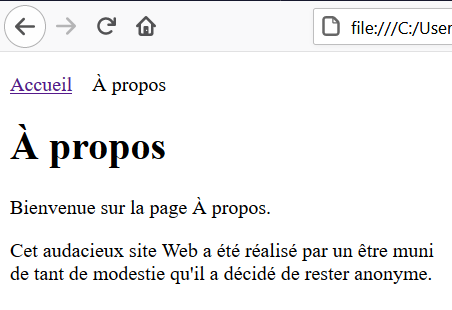 file:///C:/User
Accueil À propos
À propos
Bienvenue sur la page À propos.
Cet audacieux site Web a été réalisé par un être muni
de tant de modestie qu'il a décidé de rester anonyme.